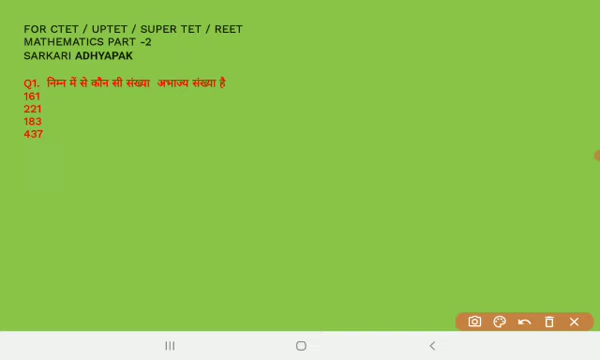 FOR CTET / UPTET / SUPER TET / REET
MATHEMATICS PART -2
SARKARI ADHYAPAK
Q1. निम्न में से कौन सी संख्या अभाज्य संख्या है
161
221
183
437